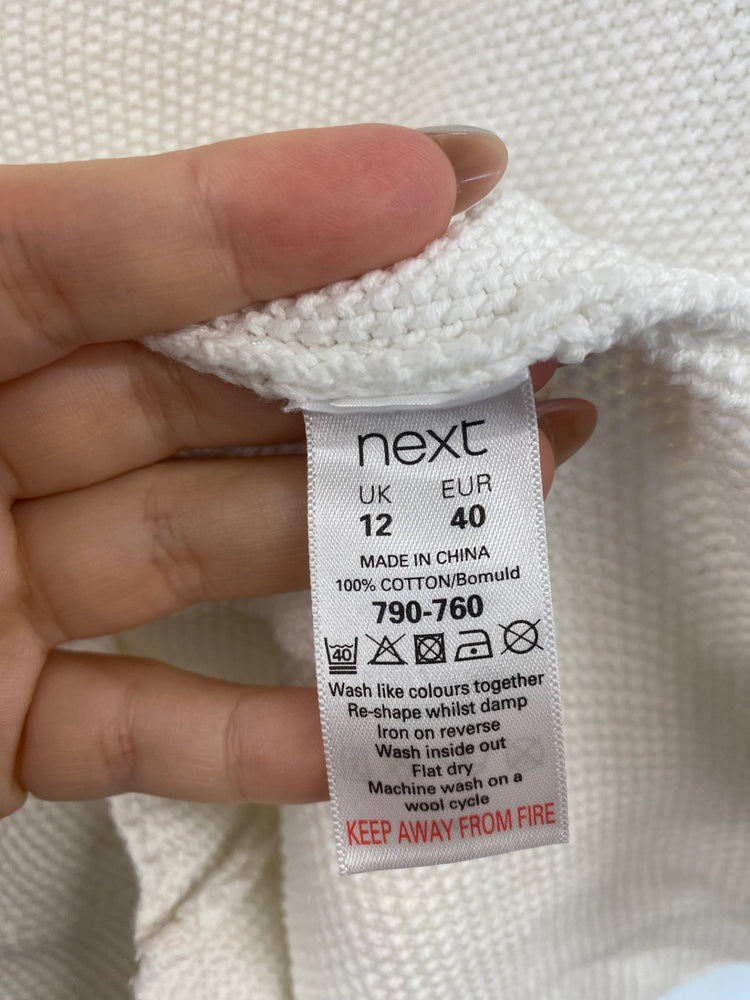 next
UK EUR
12 40
MADE IN CHINA
100% COTTON/Bomuld
790-760
40
Wash like colours together
Re-shape whilst damp
Iron on reverse
Wash inside out
Flat dry
Machine wash on a
wool cycle
KEEP AWAY FROM FIRE